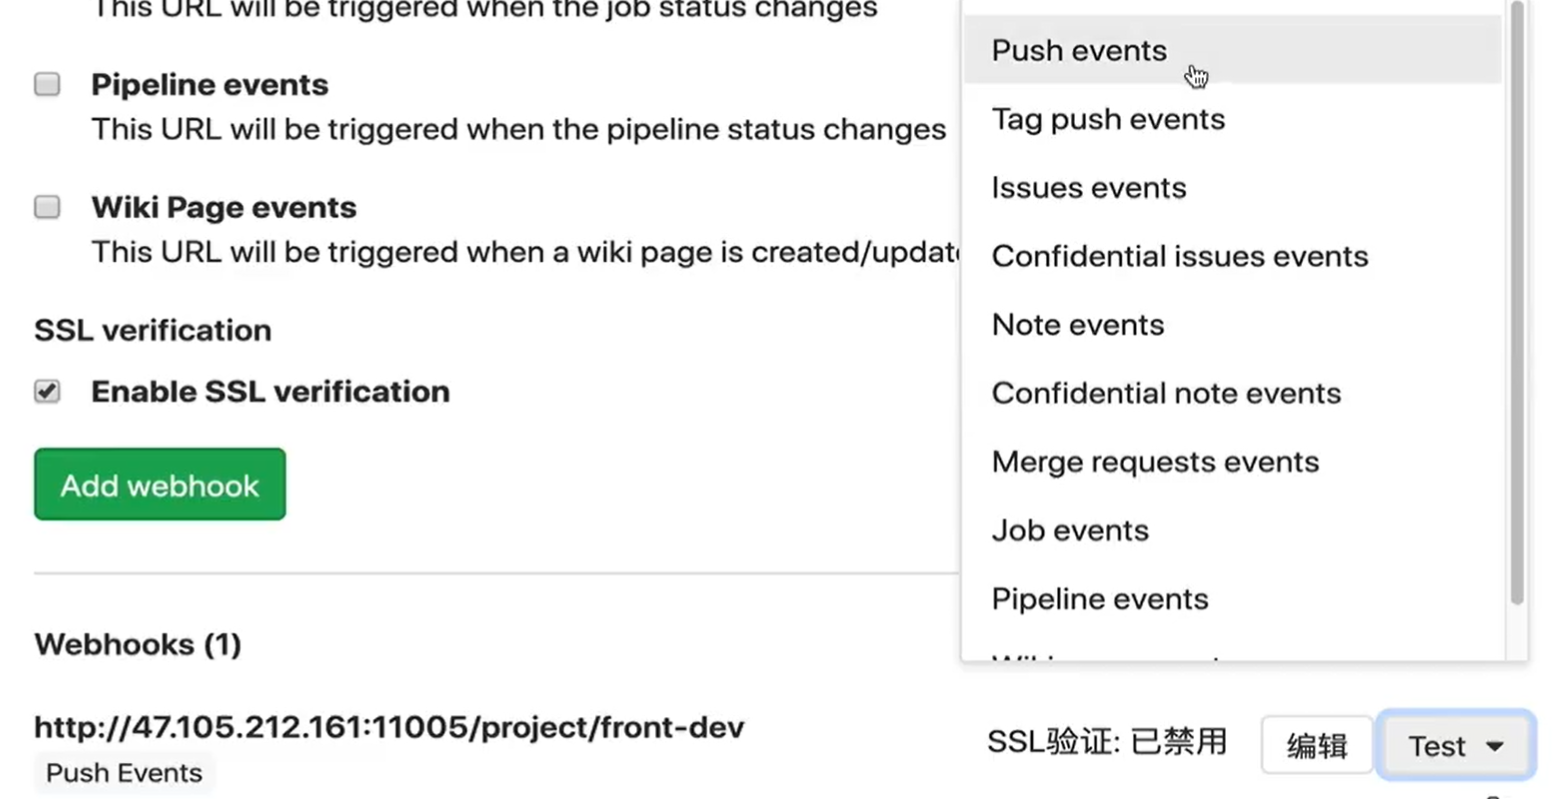 This URL will be triggered when the job status changes
Pipeline events
This URL will be triggered when the pipeline status changes
Wiki Page events
This URL will be triggered when a wiki page is created/updat
SSL verification
Enable SSL verification
Add webhook
Push events
Tag push events
Issues events
Confidential issues events
Note events
Confidential note events
Merge requests events
Job events
Pipeline events
Webhooks (1)
http://47.105.212.161:11005/project/front-dev
Push Events
SSL验证: 已禁用
编辑
Test